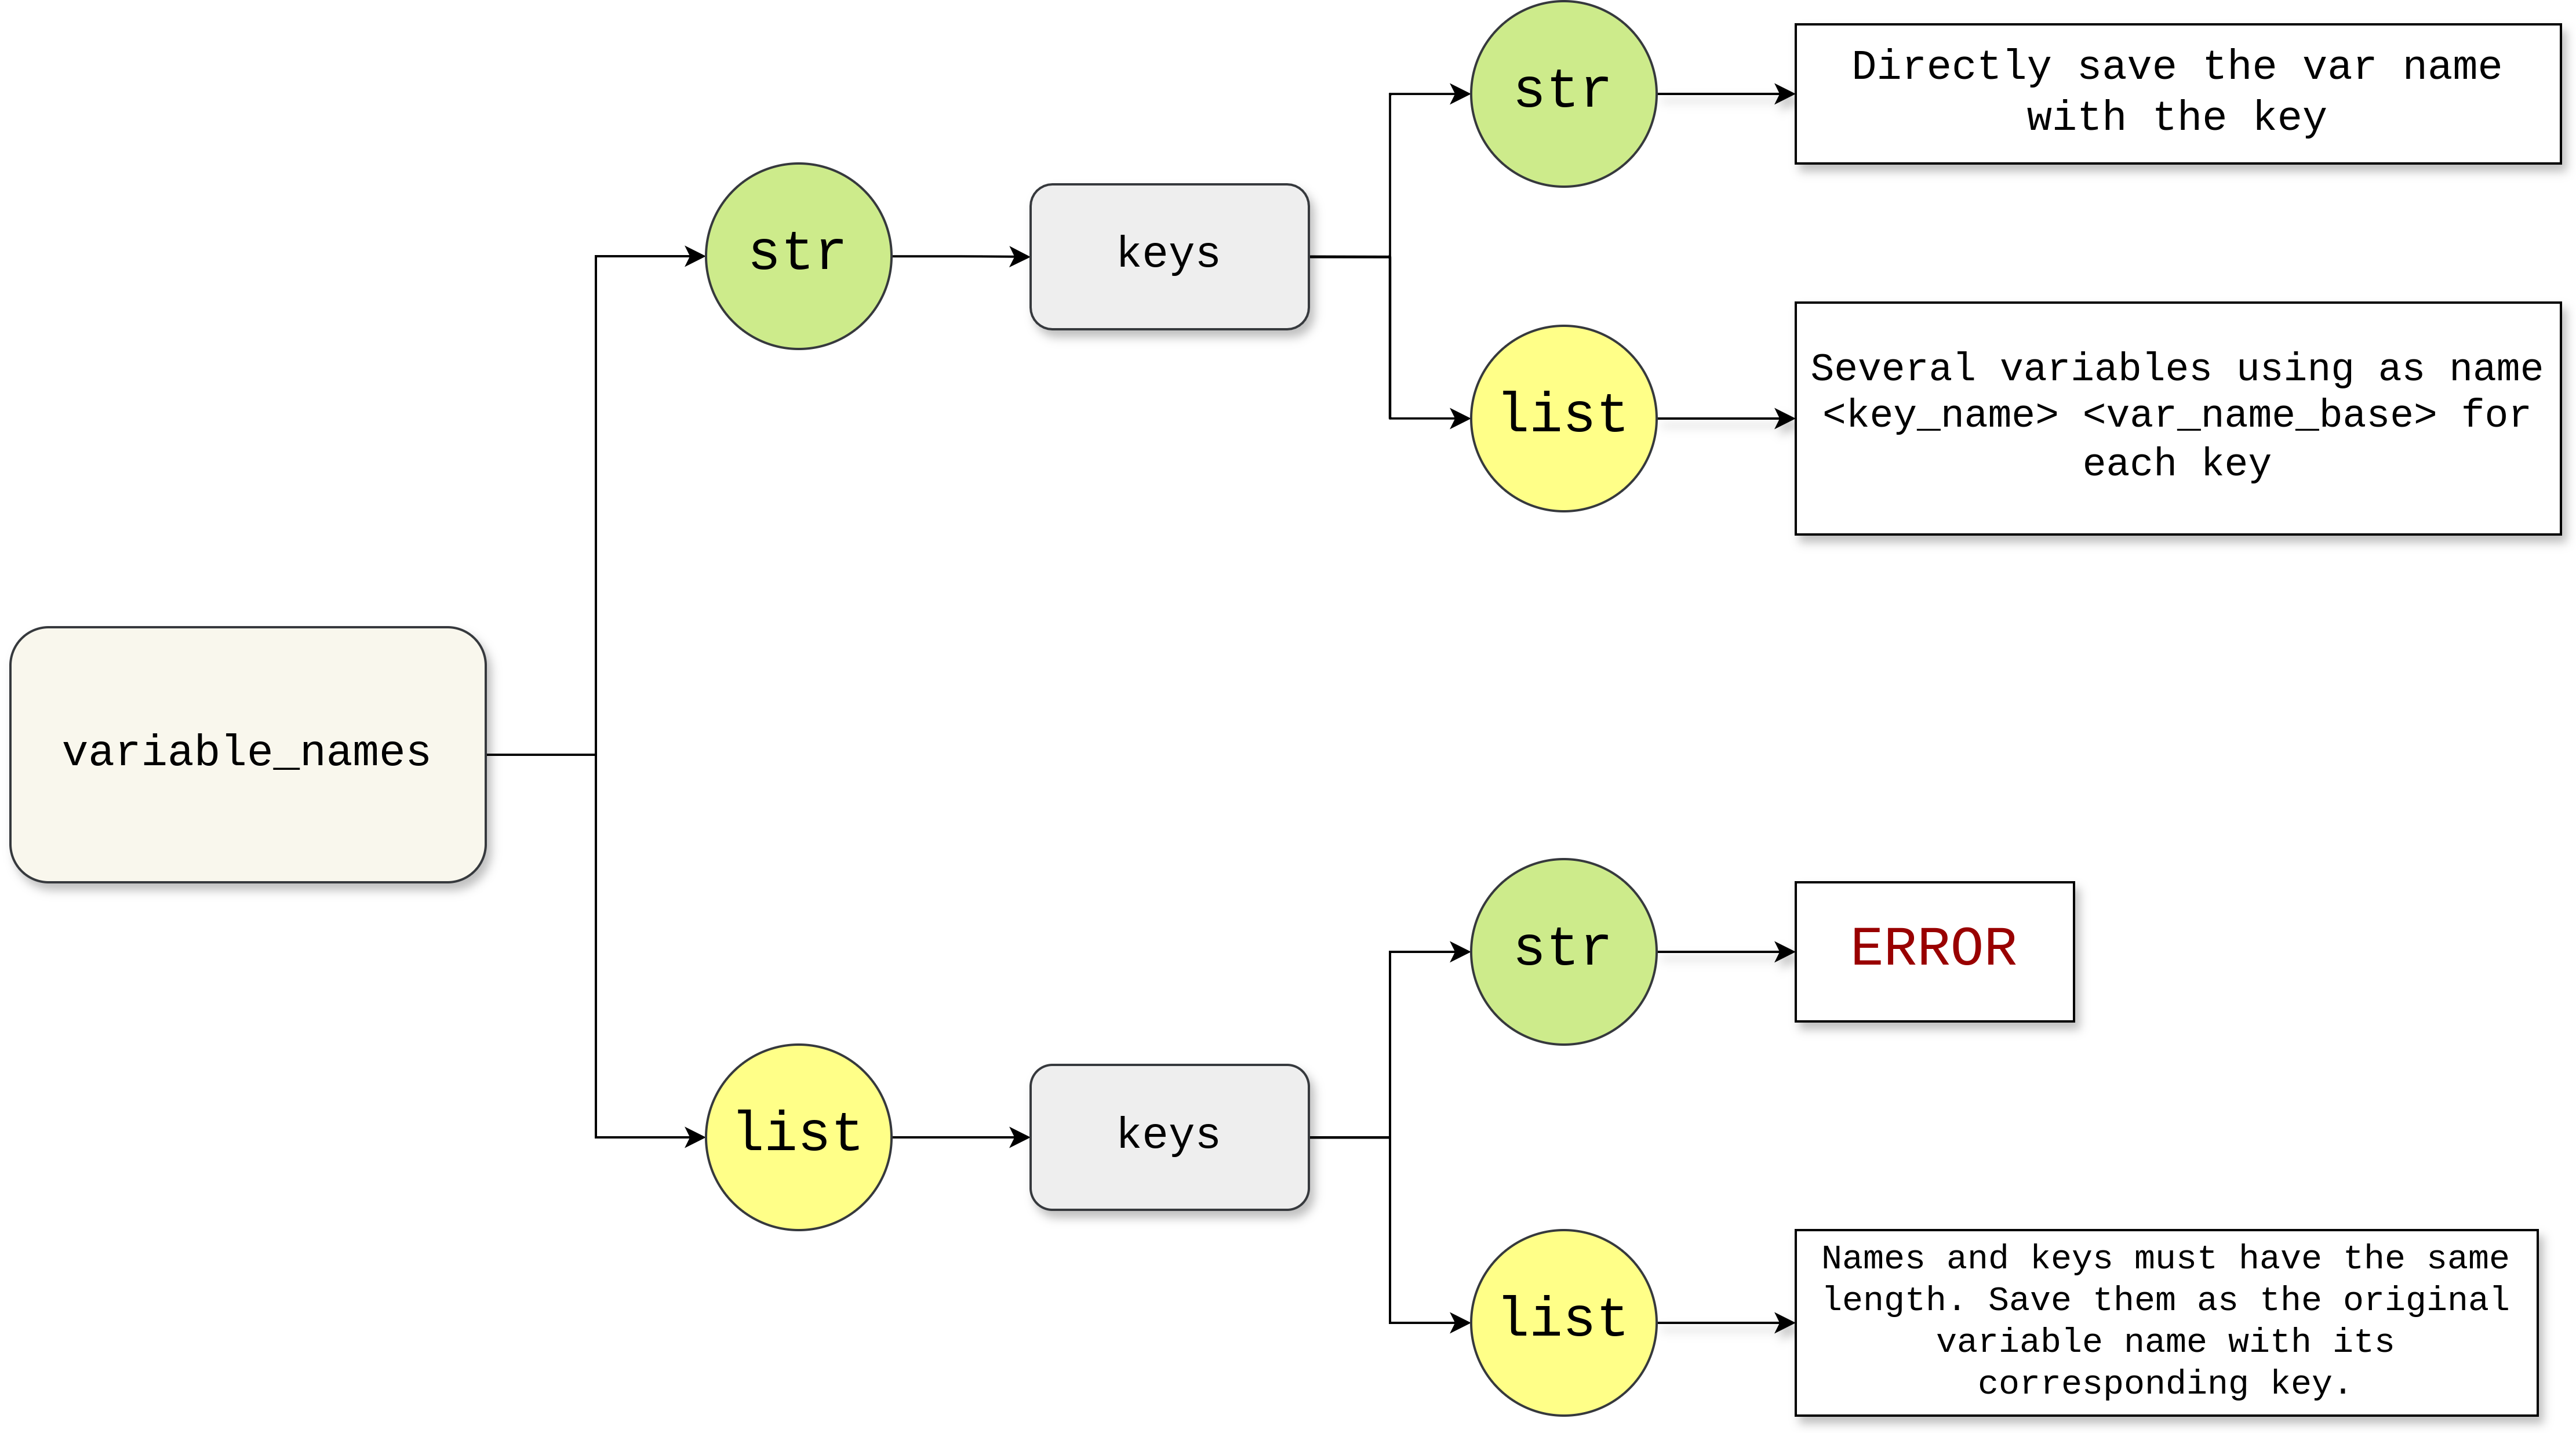 variable_names
str
keys
str
Directly save the var name
with the key
list
Several variables using as name
<key_name> <var_name_base> for
each key
list
keys
str
ERROR
list
Names and keys must have the same
length. Save them as the original
variable name with its
corresponding key.